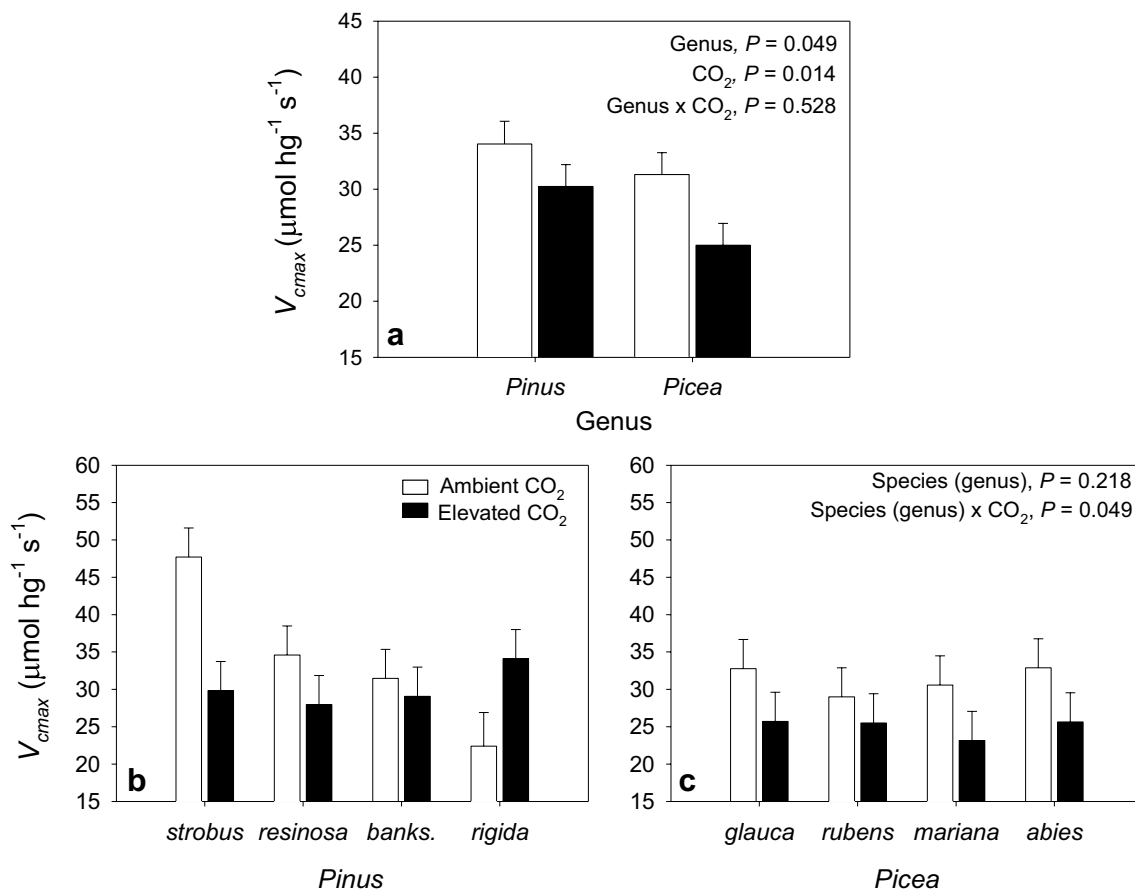 45
40
35
30
25
20
15
V_cmax (μmol hg⁻¹ s⁻¹)
Genus, P = 0.049
CO₂, P = 0.014
Genus x CO₂, P = 0.528
a
Pinus Picea
Genus
60
55
50
45
40
35
30
25
20
15
V_cmax (μmol hg⁻¹ s⁻¹)
Ambient CO₂
Elevated CO₂
b
strobus resinosa banks. rigida
Pinus
60
55
50
45
40
35
30
25
20
15
Species (genus), P = 0.218
Species (genus) x CO₂, P = 0.049
c
glauca rubens mariana abies
Picea